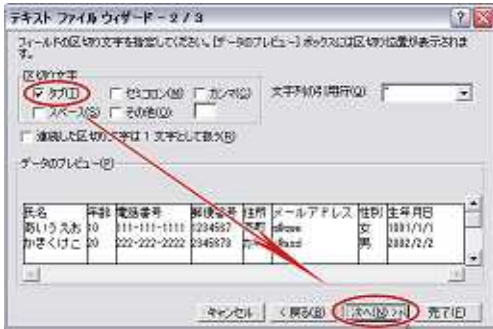 テキスト ファイル ウィザード - 2 / 3
フィールドの区切り文字を指定してください。[データのプレビュー] ボックスには区切り位置が表示されます。
区切り文字
タブ(T) セミコロン(M) カンマ(C) 文字列の引用符(Q) "
スペース(S) その他(O)
連続した区切り文字は 1 文字として扱う(R)
データのプレビュー(P)
氏名 年齢 電話番号 郵便番号 住所 メールアドレス 性別 生年月日
あいうえお 10 111-111-1111 1234567 女 1981/1/1
かきくけこ 20 222-222-2222 2345678 男 2002/2/2
キャンセル < 戻る(B) 次へ(N) > 完了(F)